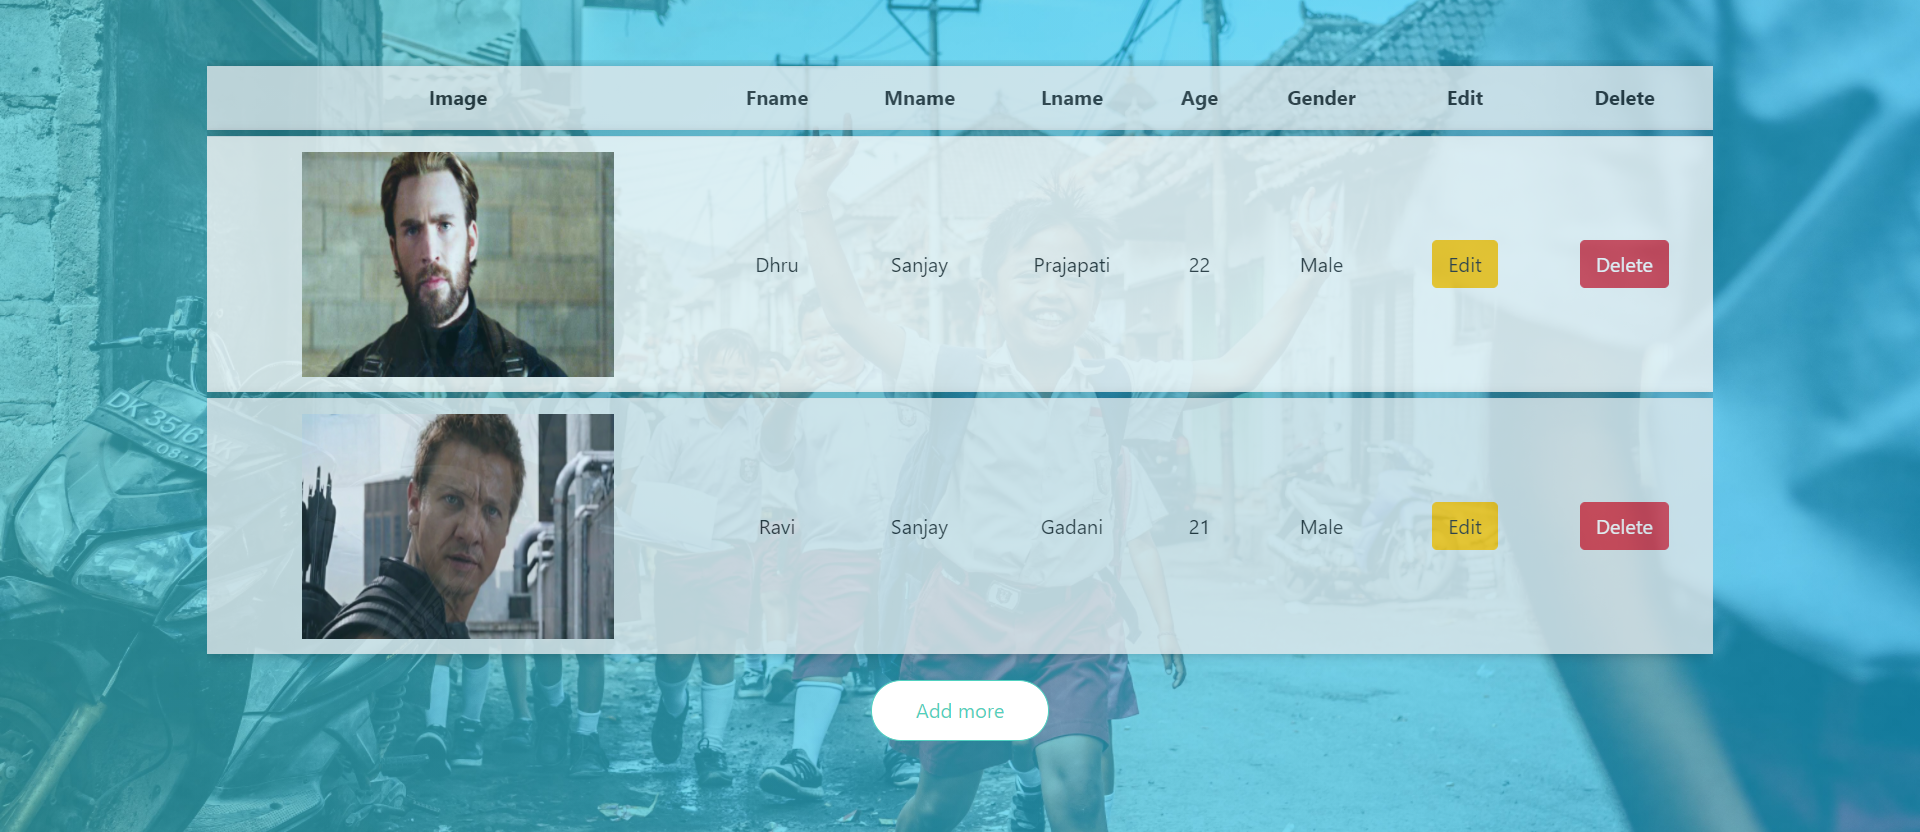 Image Fname Mname Lname Age Gender Edit Delete
Dhru Sanjay Prajapati 22 Male Edit Delete
DK 3516
08
Ravi Sanjay Gadani 21 Male Edit Delete
Add more